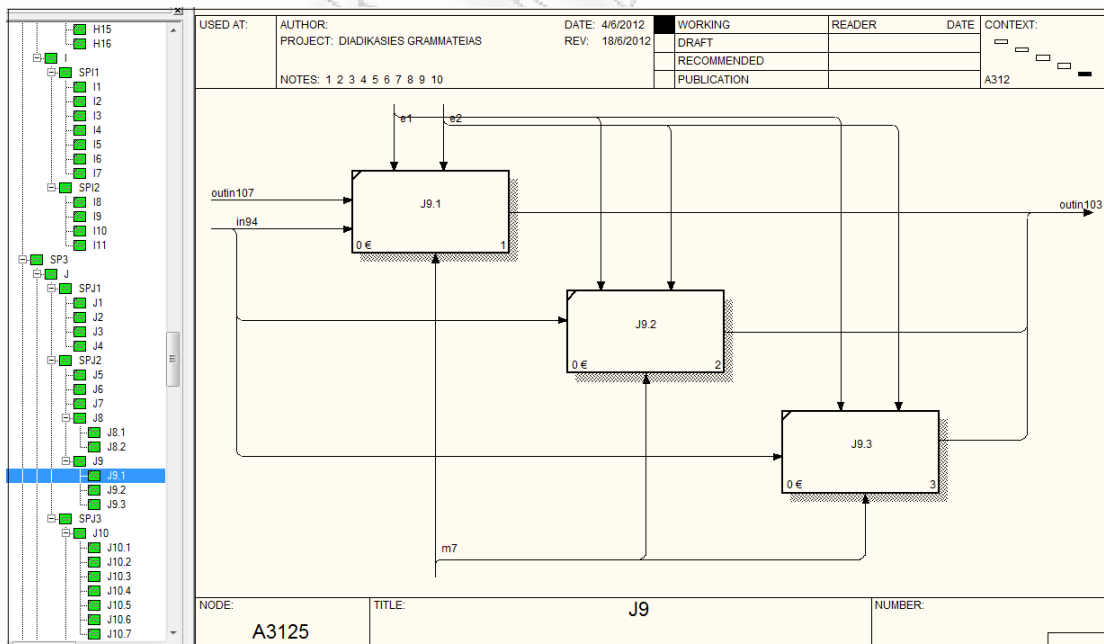 H15
H16
I
SPI1
I1
I2
I3
I4
I5
I6
I7
SPI2
I8
I9
I10
I11
SP3
J
SPJ1
J1
J2
J3
J4
SPJ2
J5
J6
J7
J8
J8.1
J8.2
J9
J9.1
J9.2
J9.3
SPJ3
J10
J10.1
J10.2
J10.3
J10.4
J10.5
J10.6
J10.7
USED AT: AUTHOR: DATE: 4/6/2012 WORKING READER DATE CONTEXT:
PROJECT: DIADIKASIES GRAMMATEIAS REV: 18/6/2012 DRAFT
RECOMMENDED
NOTES: 1 2 3 4 5 6 7 8 9 10 PUBLICATION A312
e1 e2
outin107
J9.1
outin103
in94
0 € 1
J9.2
0 € 2
J9.3
0 € 3
m7
NODE: TITLE: J9 NUMBER:
A3125